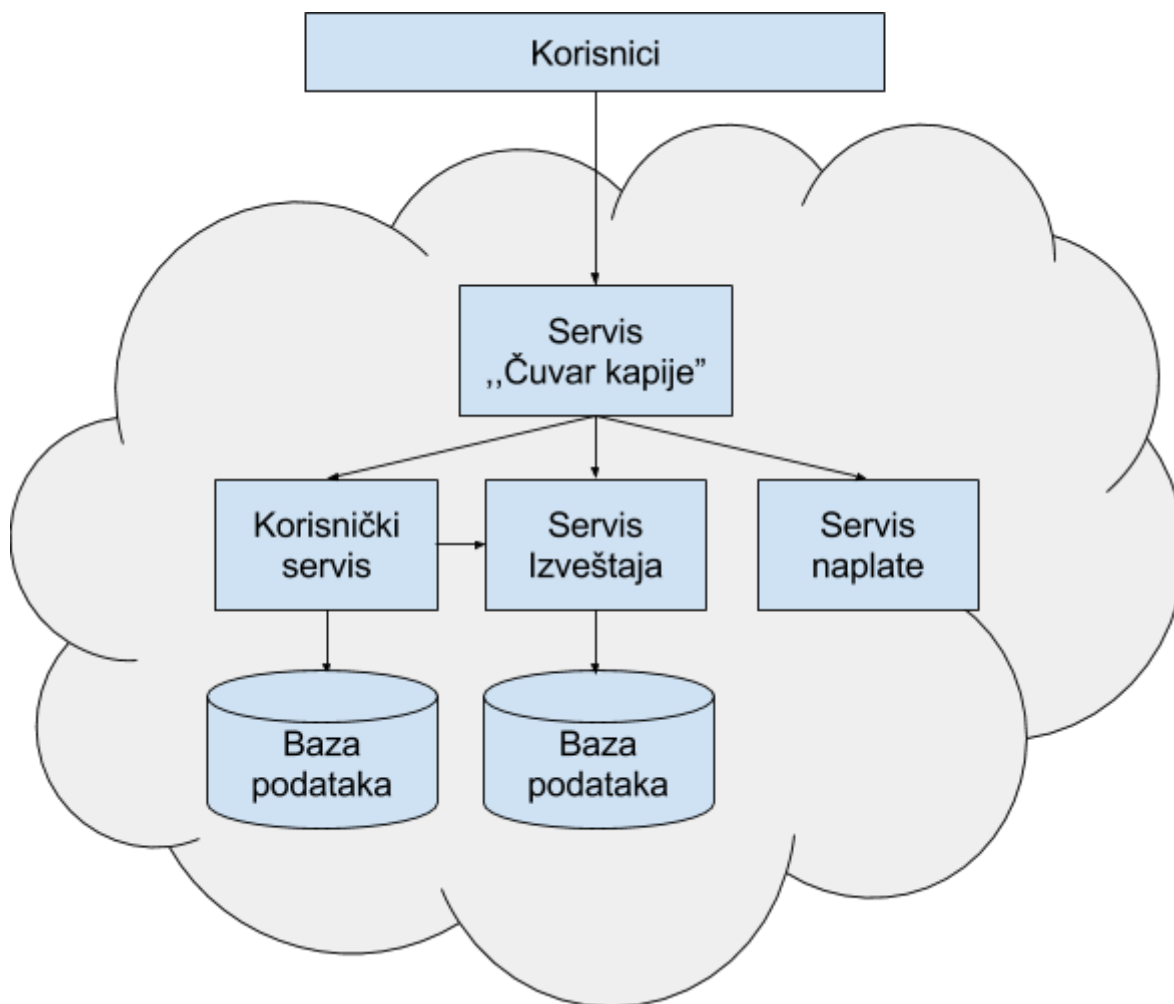 Korisnici
Servis
,,Čuvar kapije”
Korisnički
servis
Servis
Izveštaja
Servis
naplate
Baza
podataka
Baza
podataka